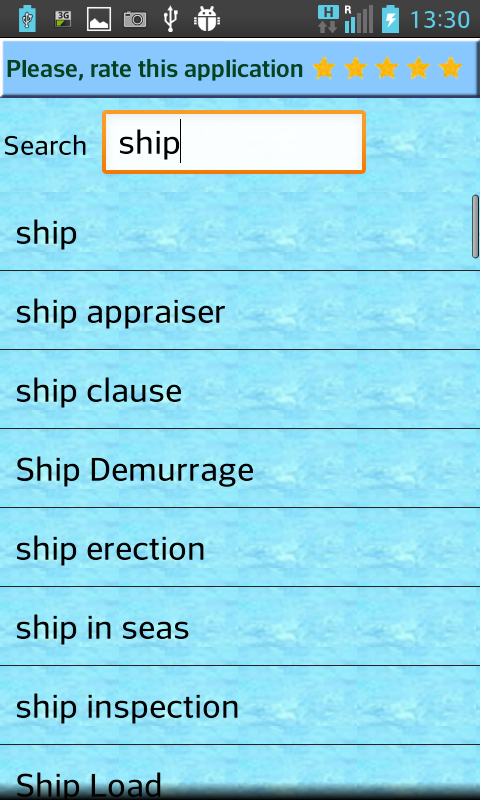 3G
H
R
13:30
Please, rate this application
Search
ship
ship
ship appraiser
ship clause
Ship Demurrage
ship erection
ship in seas
ship inspection
Ship Load